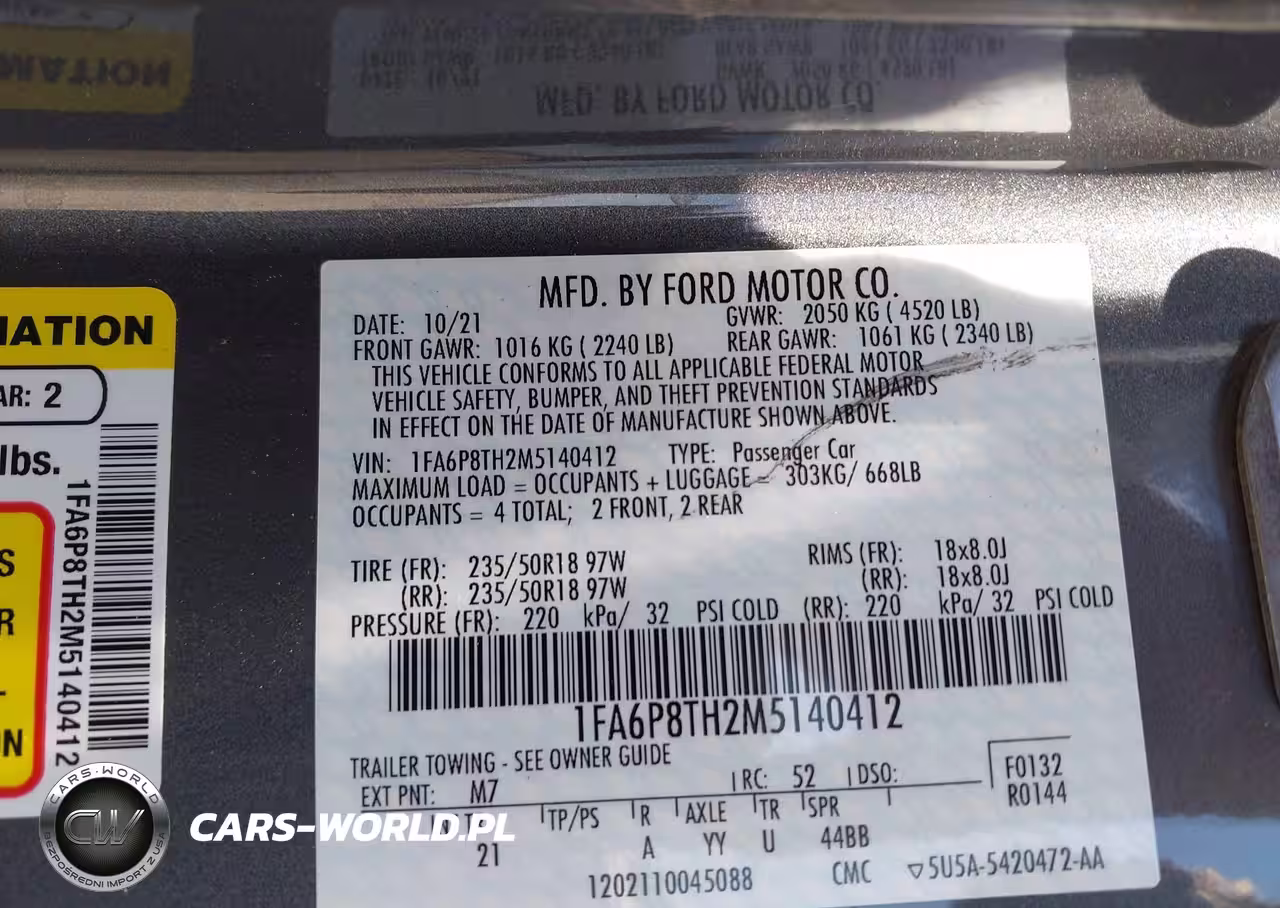 MFD. BY FORD MOTOR CO.
MFD. BY FORD MOTOR CO.
DATE: 10/21
GVWR: 2050 KG ( 4520 LB)
FRONT GAWR: 1016 KG ( 2240 LB)
REAR GAWR: 1061 KG ( 2340 LB)
THIS VEHICLE CONFORMS TO ALL APPLICABLE FEDERAL MOTOR
VEHICLE SAFETY, BUMPER, AND THEFT PREVENTION STANDARDS
IN EFFECT ON THE DATE OF MANUFACTURE SHOWN ABOVE.
VIN: 1FA6P8TH2M5140412 TYPE: Passenger Car
MAXIMUM LOAD = OCCUPANTS + LUGGAGE = 303KG/ 668LB
OCCUPANTS = 4 TOTAL; 2 FRONT, 2 REAR
TIRE (FR): 235/50R18 97W RIMS (FR): 18x8.0J
(RR): 235/50R18 97W (RR): 18x8.0J
PRESSURE (FR): 220 kPa/ 32 PSI COLD (RR): 220 kPa/ 32 PSI COLD
1FA6P8TH2M5140412
TRAILER TOWING - SEE OWNER GUIDE
EXT PNT: M7 RC: 52 DSO:
F0132
R0144
TP/PS R AXLE TR SPR
21 A YY U 44BB
1202110045088 CMC 5U5A-5420472-AA
MATION
AR: 2
lbs.
1FA6P8TH2M5140412
S
R
N
CARS-WORLD
CW
BEZPOŚREDNI IMPORT Z USA
CARS-WORLD.PL